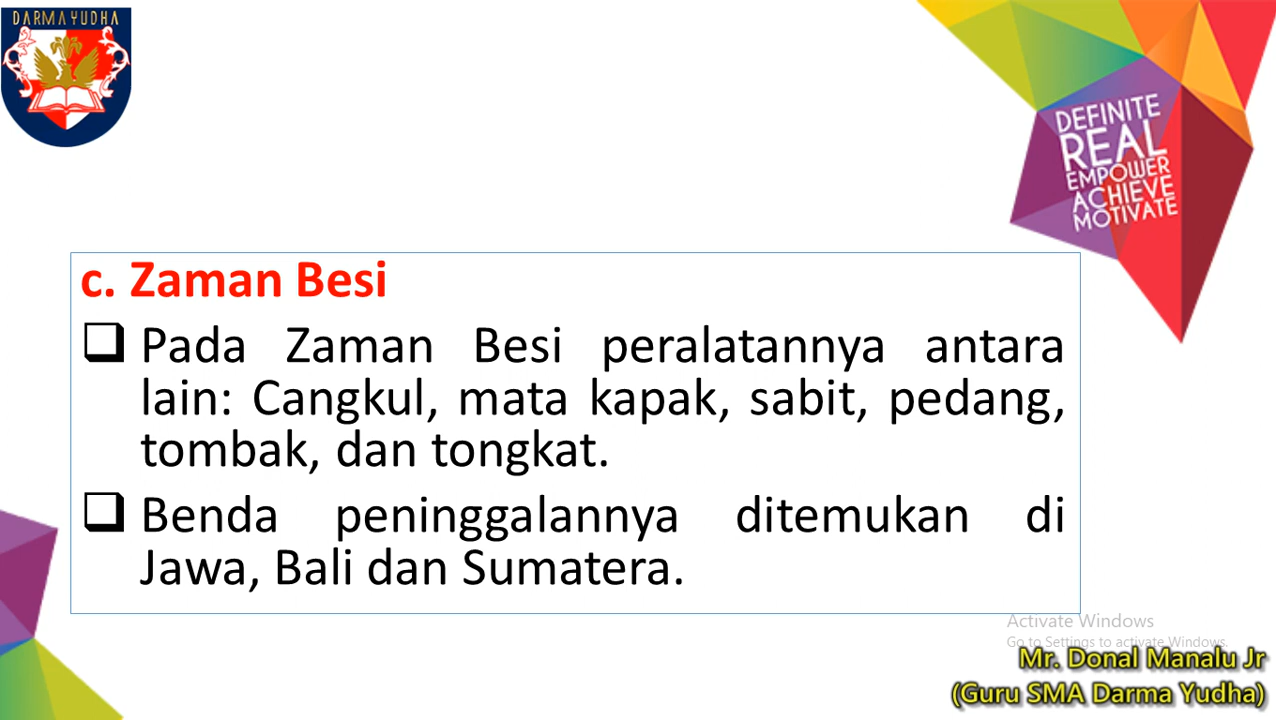 DARMA YUDHA
DEFINITE
REAL
EMPOWER
ACHIEVE
MOTIVATE
c. Zaman Besi
Pada Zaman Besi peralatannya antara
lain: Cangkul, mata kapak, sabit, pedang,
tombak, dan tongkat.
Benda peninggalannya ditemukan di
Jawa, Bali dan Sumatera.
Activate Windows
Go to Settings to activate Windows.
Mr. Donal Manalu Jr
(Guru SMA Darma Yudha)